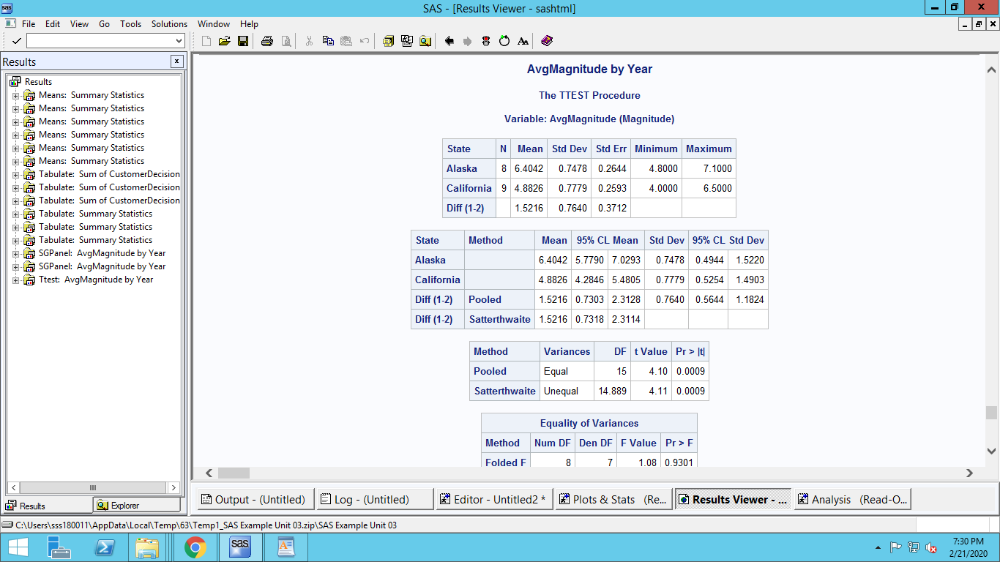 SAS - [Results Viewer - sashtml]
File Edit View Go Tools Solutions Window Help
Results
Results
Means: Summary Statistics
Means: Summary Statistics
Means: Summary Statistics
Means: Summary Statistics
Means: Summary Statistics
Means: Summary Statistics
Tabulate: Sum of CustomerDecision
Tabulate: Sum of CustomerDecision
Tabulate: Sum of CustomerDecision
Tabulate: Summary Statistics
Tabulate: Summary Statistics
Tabulate: Summary Statistics
SGPanel: AvgMagnitude by Year
SGPanel: AvgMagnitude by Year
Ttest: AvgMagnitude by Year
Results Explorer
AvgMagnitude by Year
The TTEST Procedure
Variable: AvgMagnitude (Magnitude)
State N Mean Std Dev Std Err Minimum Maximum
Alaska 8 6.4042 0.7478 0.2644 4.8000 7.1000
California 9 4.8826 0.7779 0.2593 4.0000 6.5000
Diff (1-2) 1.5216 0.7640 0.3712
State Method Mean 95% CL Mean Std Dev 95% CL Std Dev
Alaska 6.4042 5.7790 7.0293 0.7478 0.4944 1.5220
California 4.8826 4.2846 5.4805 0.7779 0.5254 1.4903
Diff (1-2) Pooled 1.5216 0.7303 2.3128 0.7640 0.5644 1.1824
Diff (1-2) Satterthwaite 1.5216 0.7318 2.3114
Method Variances DF t Value Pr > |t|
Pooled Equal 15 4.10 0.0009
Satterthwaite Unequal 14.889 4.11 0.0009
Equality of Variances
Method Num DF Den DF F Value Pr > F
Folded F 8 7 1.08 0.9301
Output - (Untitled) Log - (Untitled) Editor - Untitled2 * Plots & Stats (Re... Results Viewer - ... Analysis (Read-O...
C:\Users\sss180011\AppData\Local\Temp\63\Temp1_SAS Example Unit 03.zip\SAS Example Unit 03
sas
7:30 PM
2/21/2020